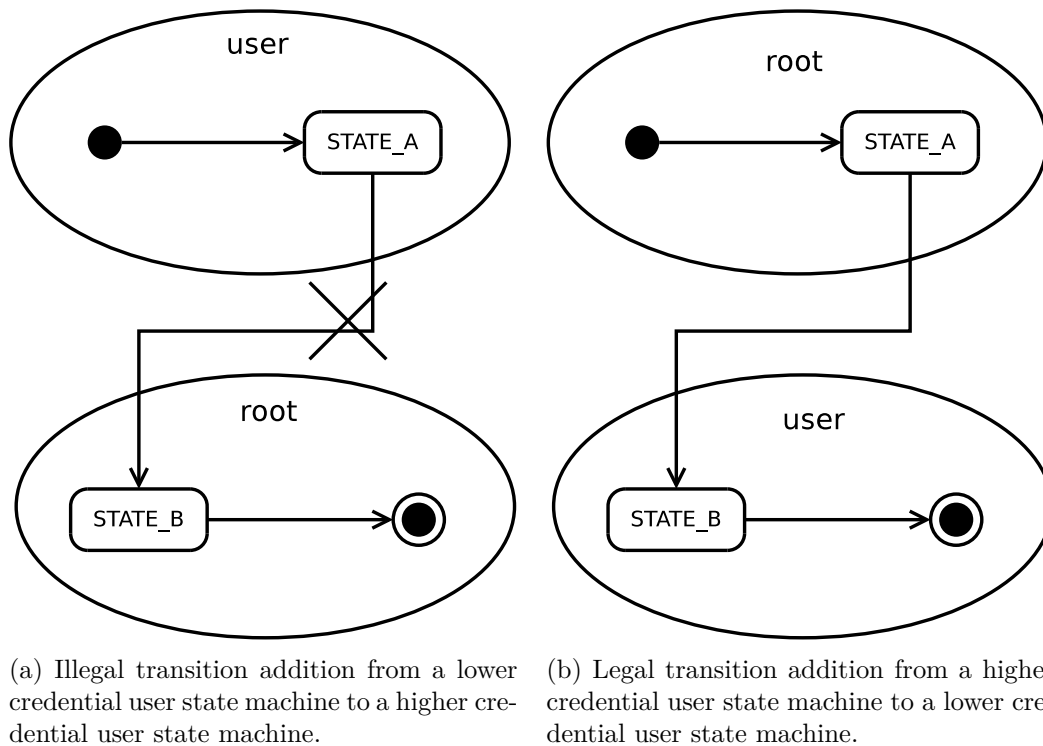 user
STATE_A
root
STATE_B
(a) Illegal transition addition from a lower
credential user state machine to a higher cre-
dential user state machine.
root
STATE_A
user
STATE_B
(b) Legal transition addition from a highe
credential user state machine to a lower cre
dential user state machine.